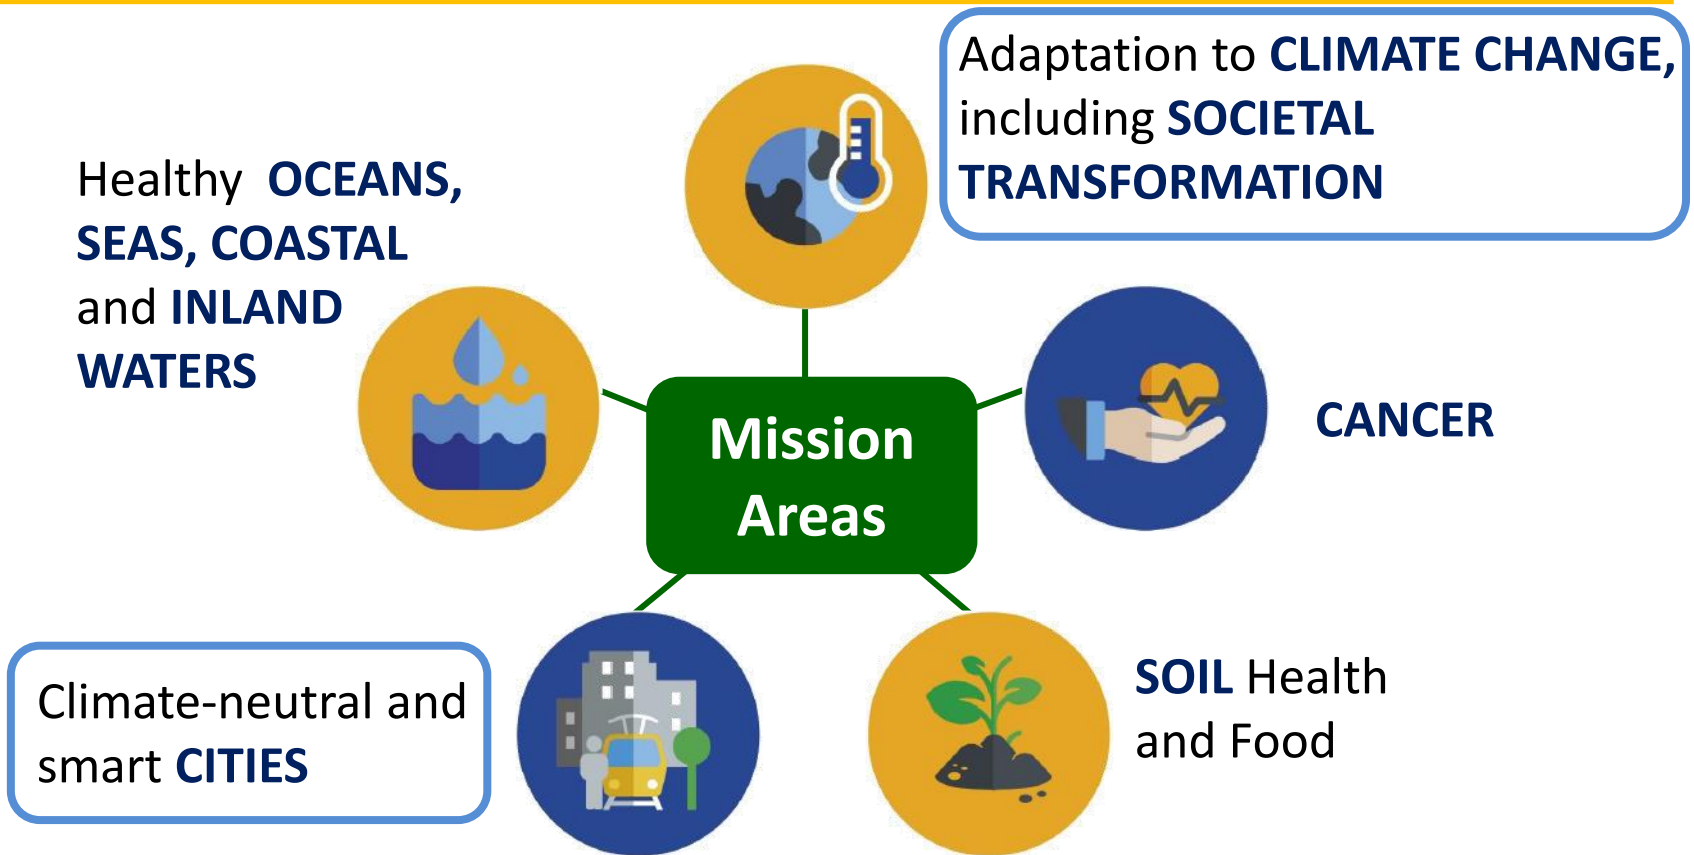 Adaptation to CLIMATE CHANGE,
including SOCIETAL
TRANSFORMATION
Healthy OCEANS,
SEAS, COASTAL
and INLAND
WATERS
Mission
Areas
CANCER
Climate-neutral and
smart CITIES
SOIL Health
and Food